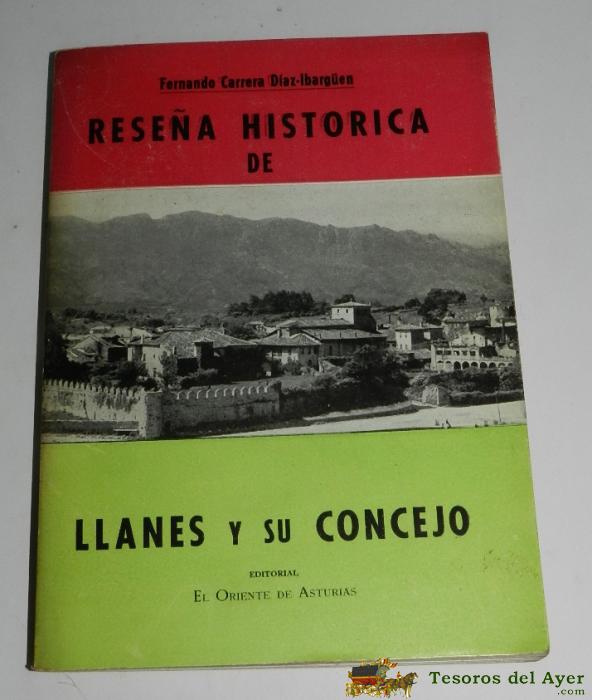 Fernando Carrera Díaz-Ibargüen
RESEÑA HISTORICA
DE
LLANES Y SU CONCEJO
EDITORIAL
EL ORIENTE DE ASTURIAS
Tesoros del Ayer
.com